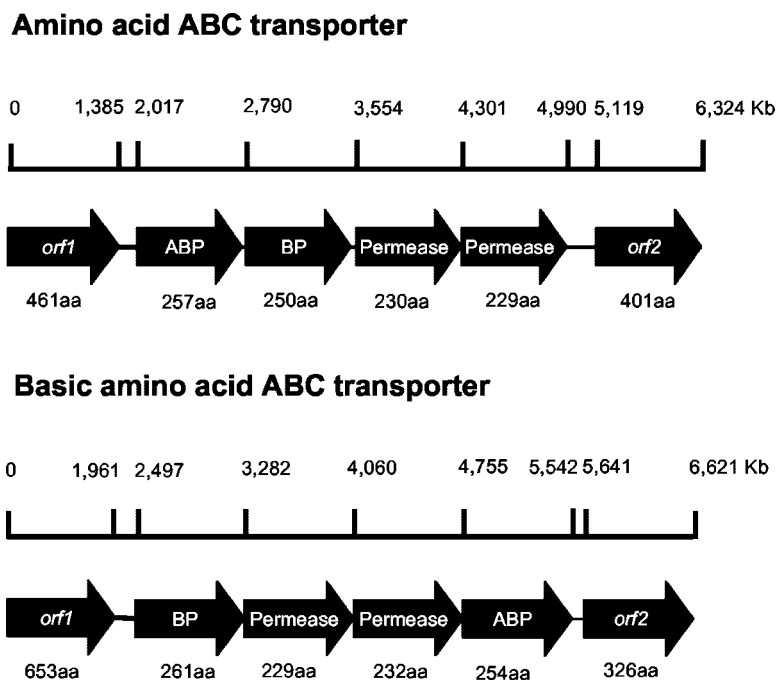 Amino acid ABC transporter
0 1,385 2,017 2,790 3,554 4,301 4,990 5,119 6,324 Kb
orf1 ABP BP Permease Permease orf2
461aa 257aa 250aa 230aa 229aa 401aa
Basic amino acid ABC transporter
0 1,961 2,497 3,282 4,060 4,755 5,542 5,641 6,621 Kb
orf1 BP Permease Permease ABP orf2
653aa 261aa 229aa 232aa 254aa 326aa